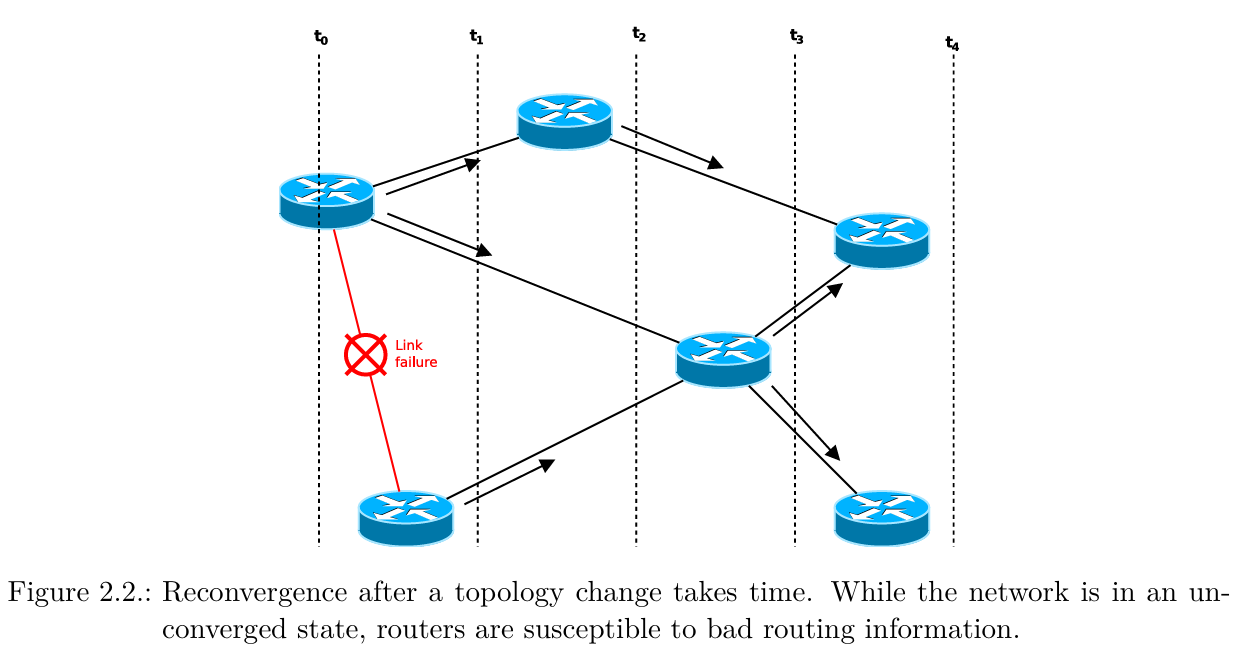 t0 t1 t2 t3 t4
Link
failure
Figure 2.2.: Reconvergence after a topology change takes time. While the network is in an un-
converged state, routers are susceptible to bad routing information.